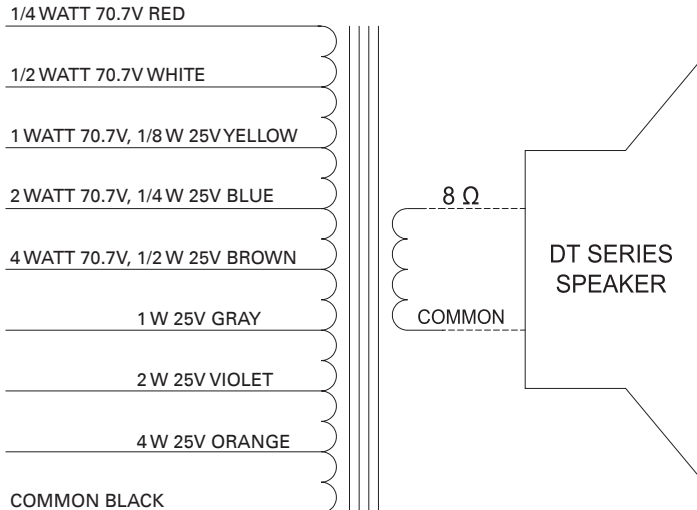 1/4 WATT 70.7V RED
1/2 WATT 70.7V WHITE
1 WATT 70.7V, 1/8 W 25V YELLOW
2 WATT 70.7V, 1/4 W 25V BLUE
4 WATT 70.7V, 1/2 W 25V BROWN
1 W 25V GRAY
2 W 25V VIOLET
4 W 25V ORANGE
COMMON BLACK
8 Ω
COMMON
DT SERIES
SPEAKER